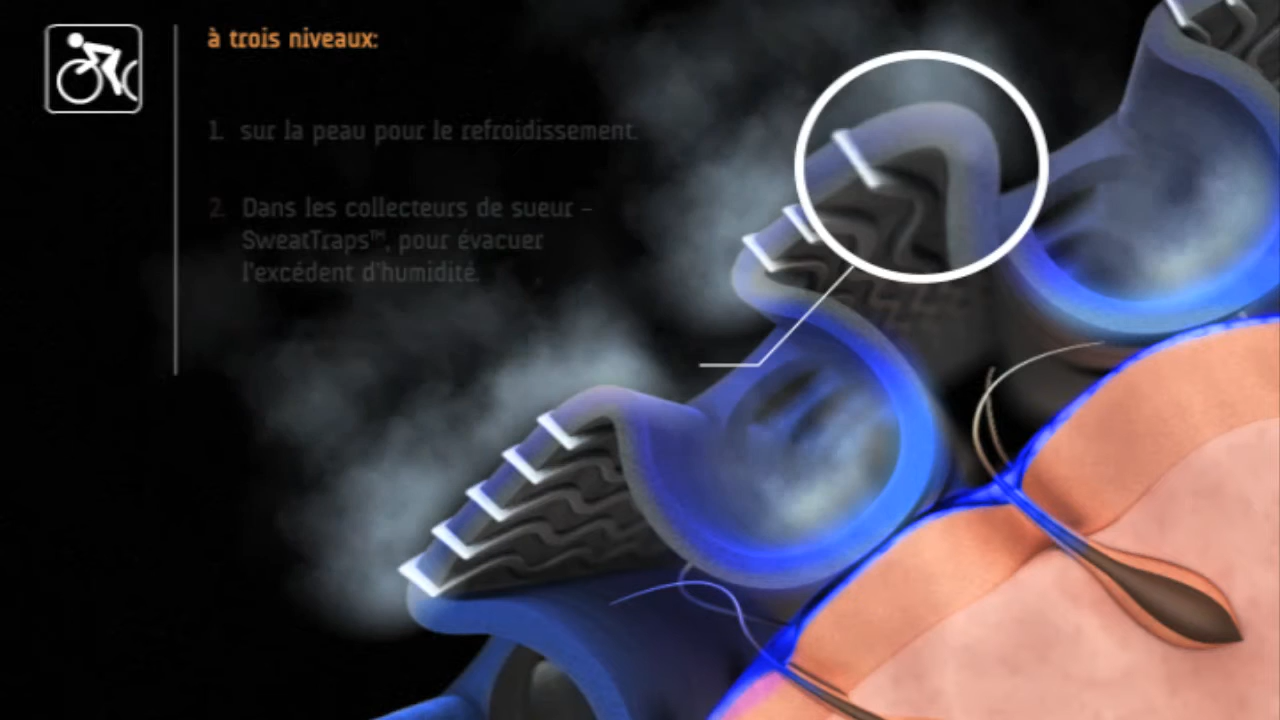 à trois niveaux:
1. sur la peau pour le refroidissement.
2. Dans les collecteurs de sueur –
SweatTraps™, pour évacuer
l'excédent d'humidité.